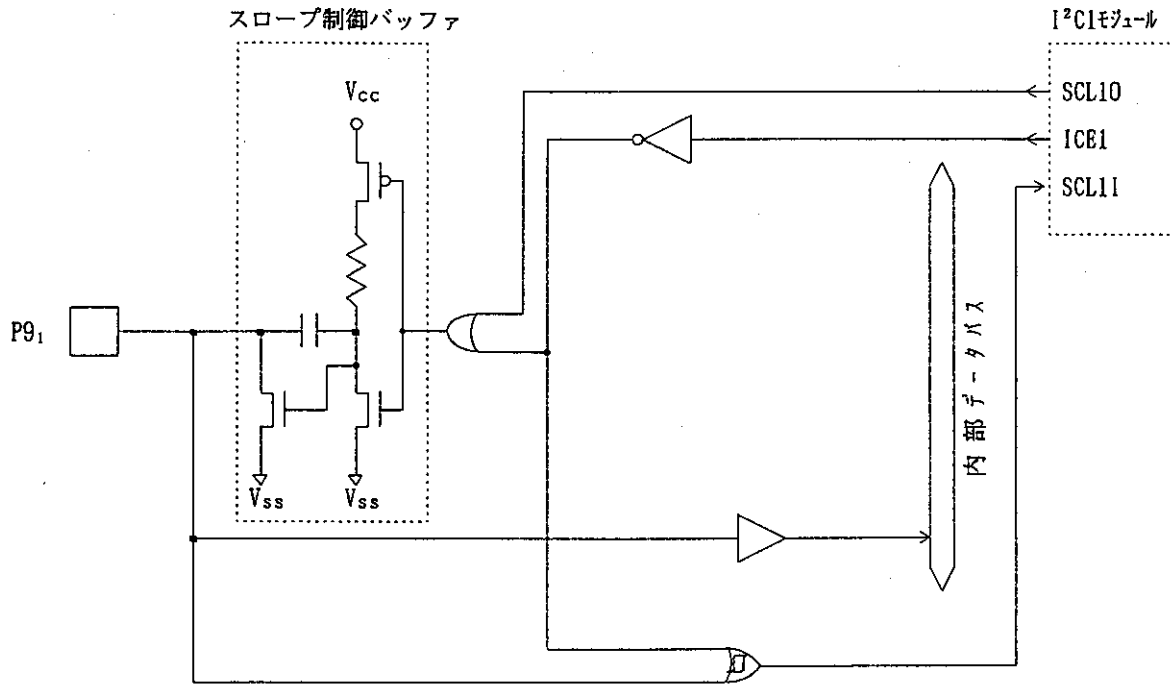 スロープ制御バッファ
I²C1モジュール
Vcc
SCL1O
ICE1
SCL1I
P9₁
内部データバス
Vss
Vss